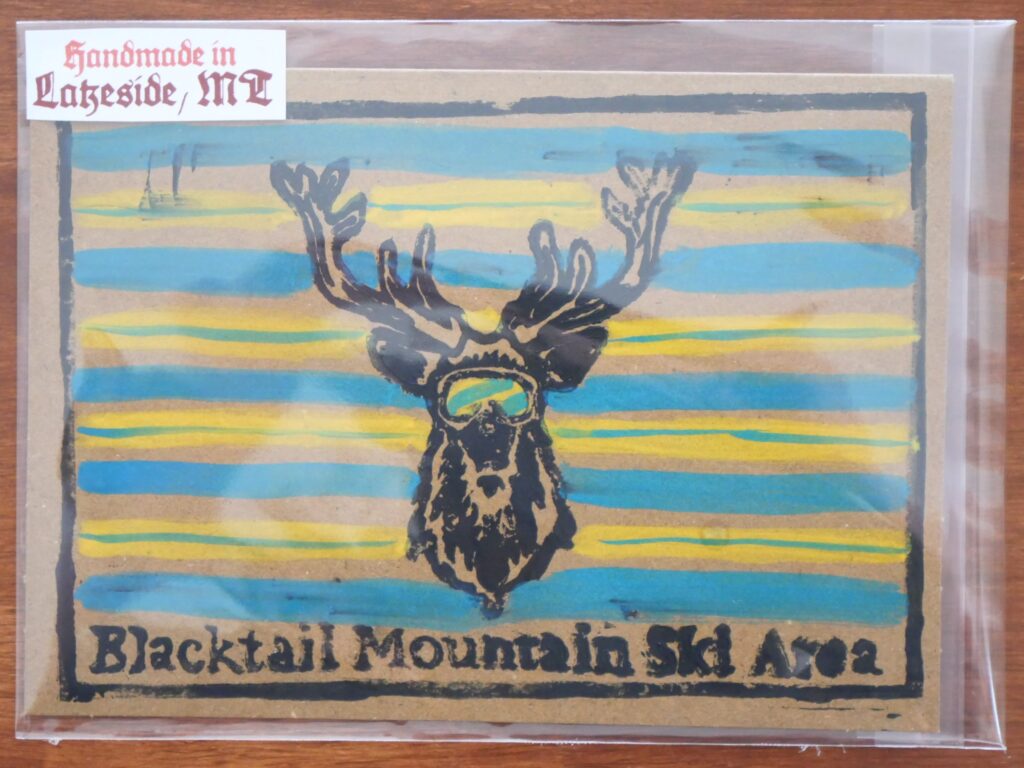 Handmade in
Lakeside, MT
Blacktail Mountain Ski Area